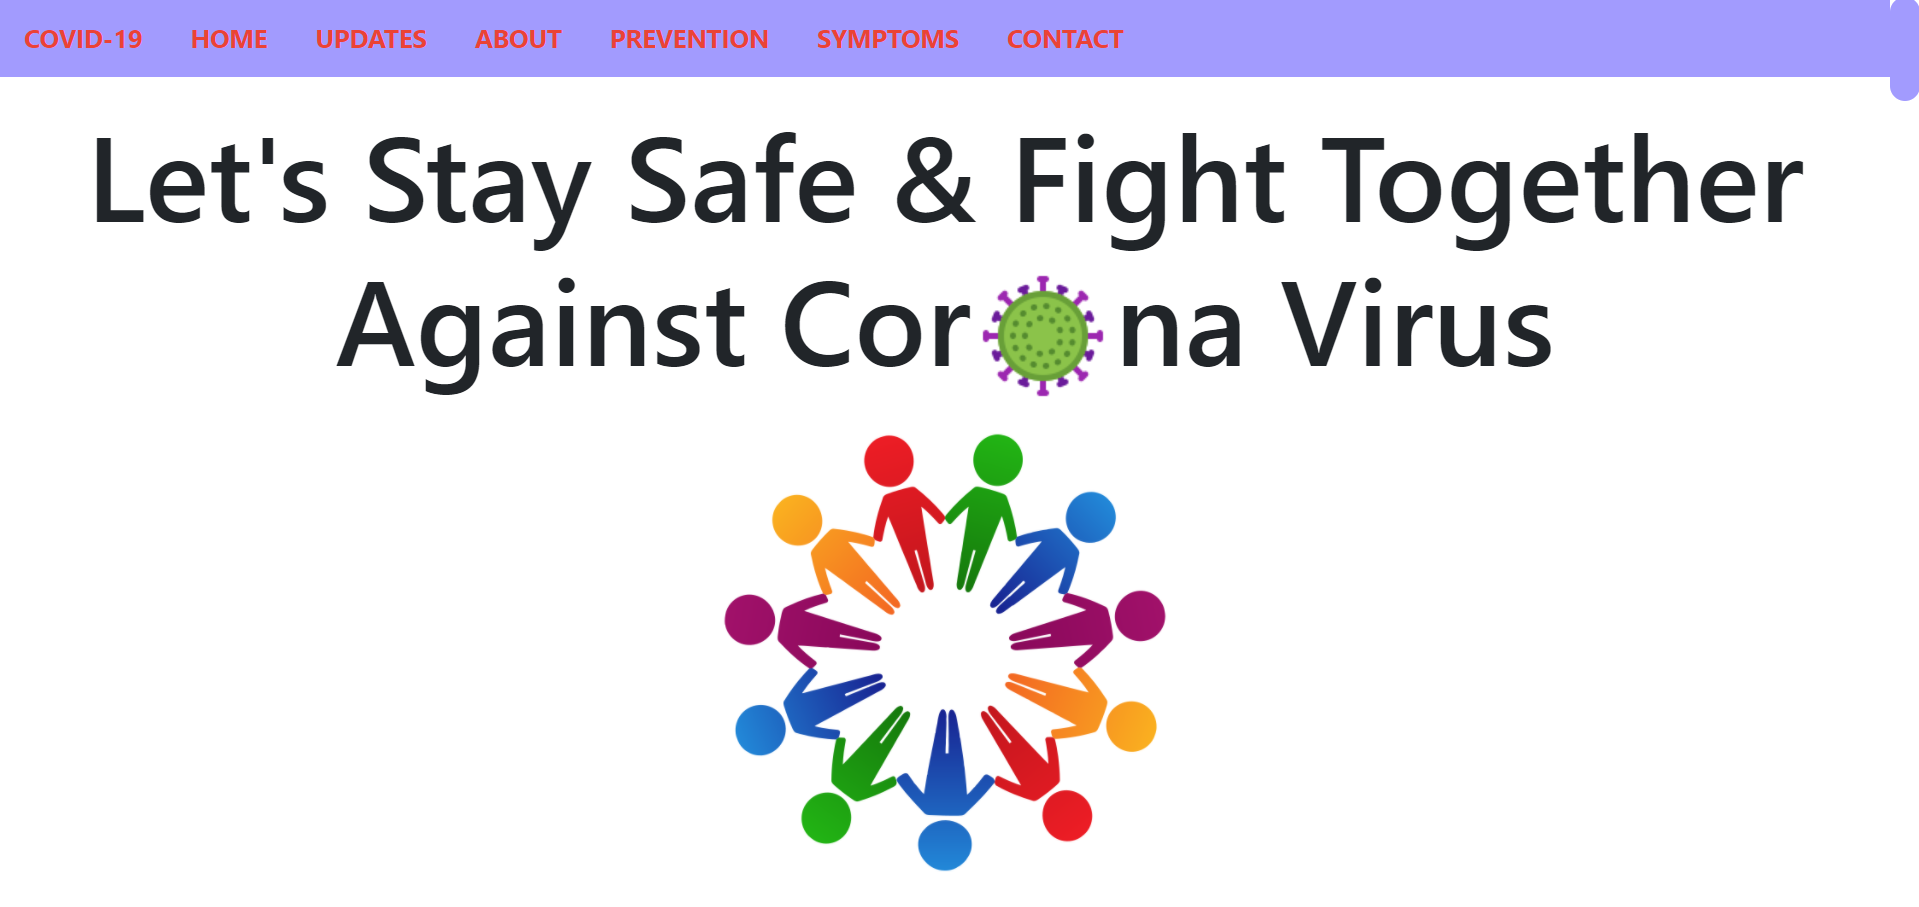 COVID-19 HOME UPDATES ABOUT PREVENTION SYMPTOMS CONTACT
Let's Stay Safe & Fight Together
Against Cor na Virus